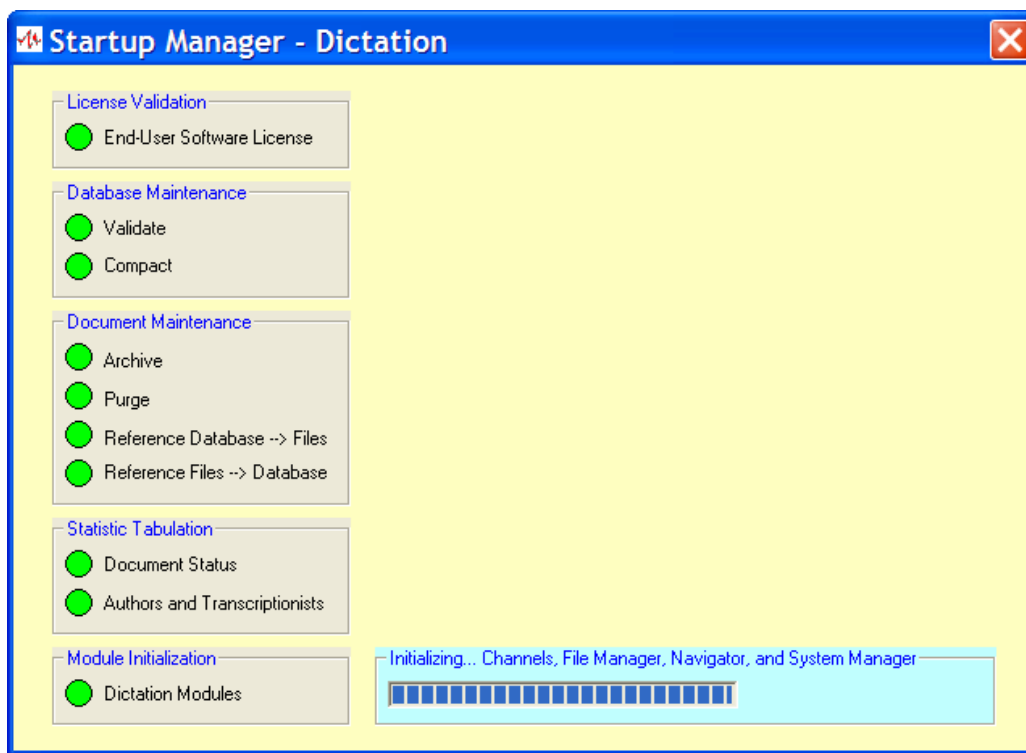 Startup Manager - Dictation
License Validation
End-User Software License
Database Maintenance
Validate
Compact
Document Maintenance
Archive
Purge
Reference Database --> Files
Reference Files --> Database
Statistic Tabulation
Document Status
Authors and Transcriptionists
Module Initialization
Dictation Modules
Initializing... Channels, File Manager, Navigator, and System Manager